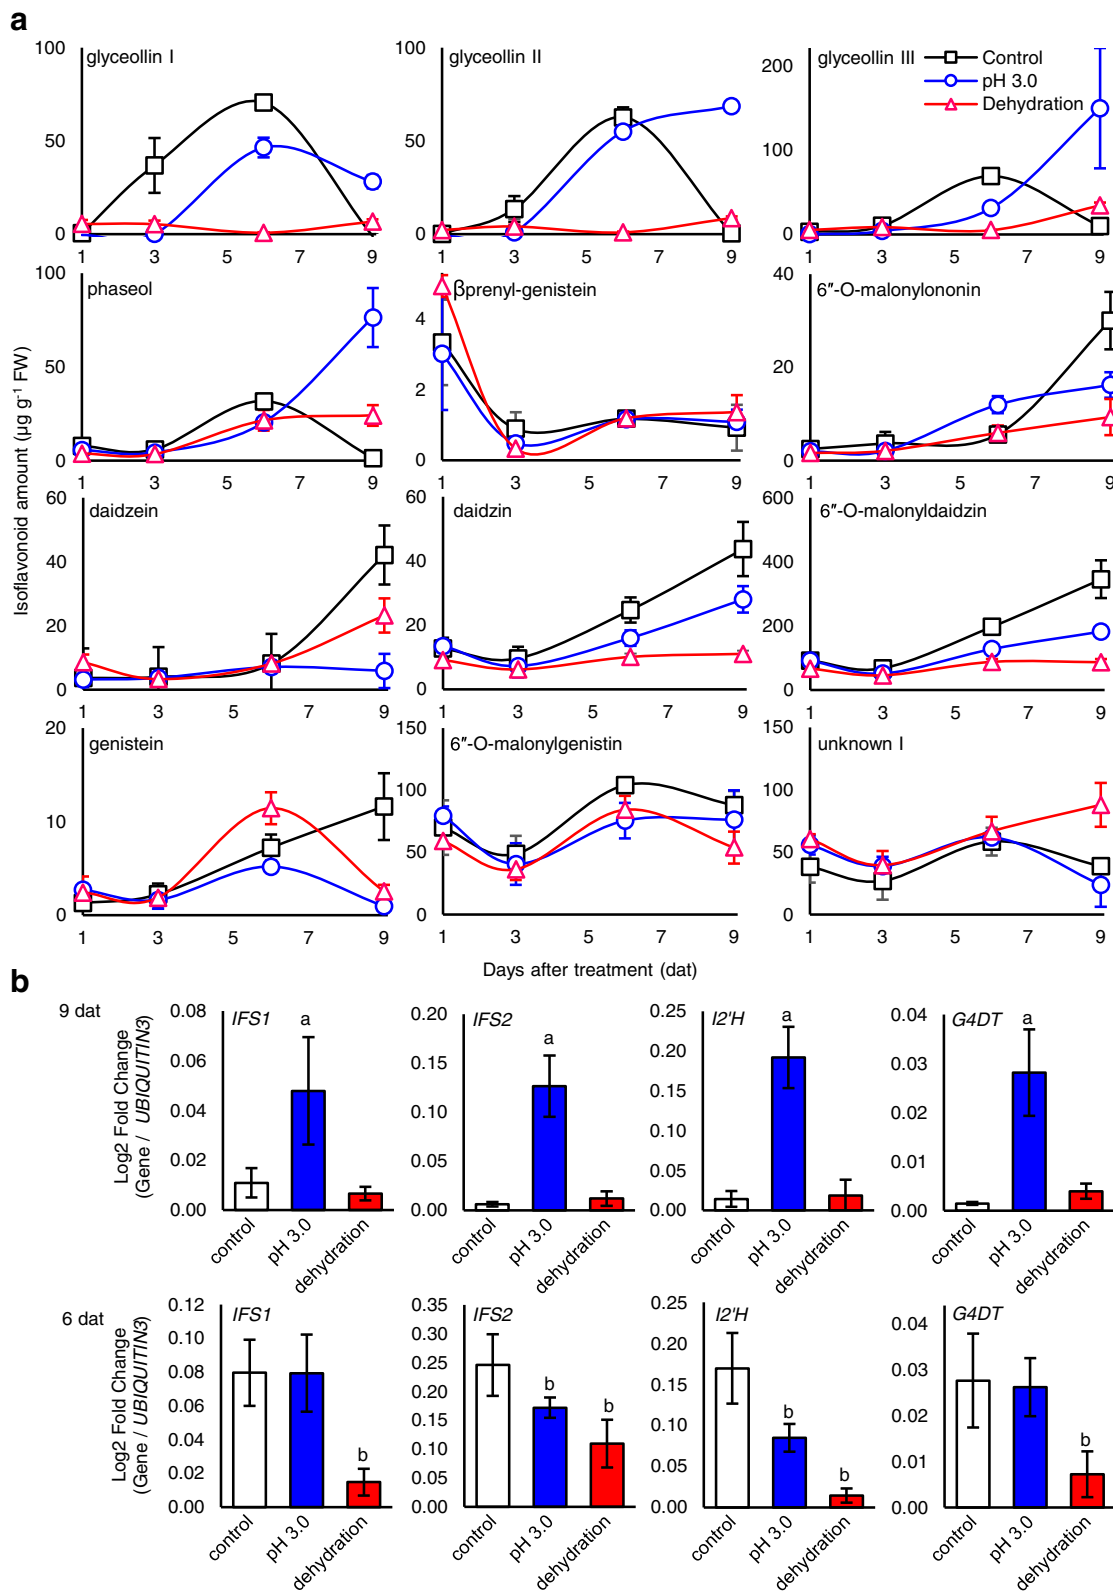 a
glyceollin I
glyceollin II
glyceollin III
Control
pH 3.0
Dehydration
100
50
0
1 3 5 7 9
100
50
0
1 3 5 7 9
200
100
0
1 3 5 7 9
Isoflavonoid amount (µg g⁻¹ FW)
phaseol
βprenyl-genistein
6″-O-malonylononin
100
50
0
1 3 5 7 9
4
2
0
1 3 5 7 9
40
20
0
1 3 5 7 9
daidzein
daidzin
6″-O-malonyldaidzin
60
40
20
0
1 3 5 7 9
60
40
20
0
1 3 5 7 9
600
400
200
0
1 3 5 7 9
genistein
6″-O-malonylgenistin
unknown I
20
10
0
1 3 5 7 9
150
100
50
0
1 3 5 7 9
150
100
50
0
1 3 5 7 9
Days after treatment (dat)
b
9 dat
Log2 Fold Change
(Gene / UBIQUITIN3)
IFS1
a
0.08
0.06
0.04
0.02
0.00
control
pH 3.0
dehydration
IFS2
a
0.20
0.15
0.10
0.05
0.00
control
pH 3.0
dehydration
I2'H
a
0.25
0.20
0.15
0.10
0.05
0.00
control
pH 3.0
dehydration
G4DT
a
0.04
0.03
0.02
0.01
0.00
control
pH 3.0
dehydration
6 dat
Log2 Fold Change
(Gene / UBIQUITIN3)
IFS1
b
0.12
0.10
0.08
0.06
0.04
0.02
0.00
control
pH 3.0
dehydration
IFS2
b
b
0.35
0.30
0.25
0.20
0.15
0.10
0.05
0.00
control
pH 3.0
dehydration
I2'H
b
b
0.25
0.20
0.15
0.10
0.05
0.00
control
pH 3.0
dehydration
G4DT
b
0.04
0.03
0.02
0.01
0.00
control
pH 3.0
dehydration